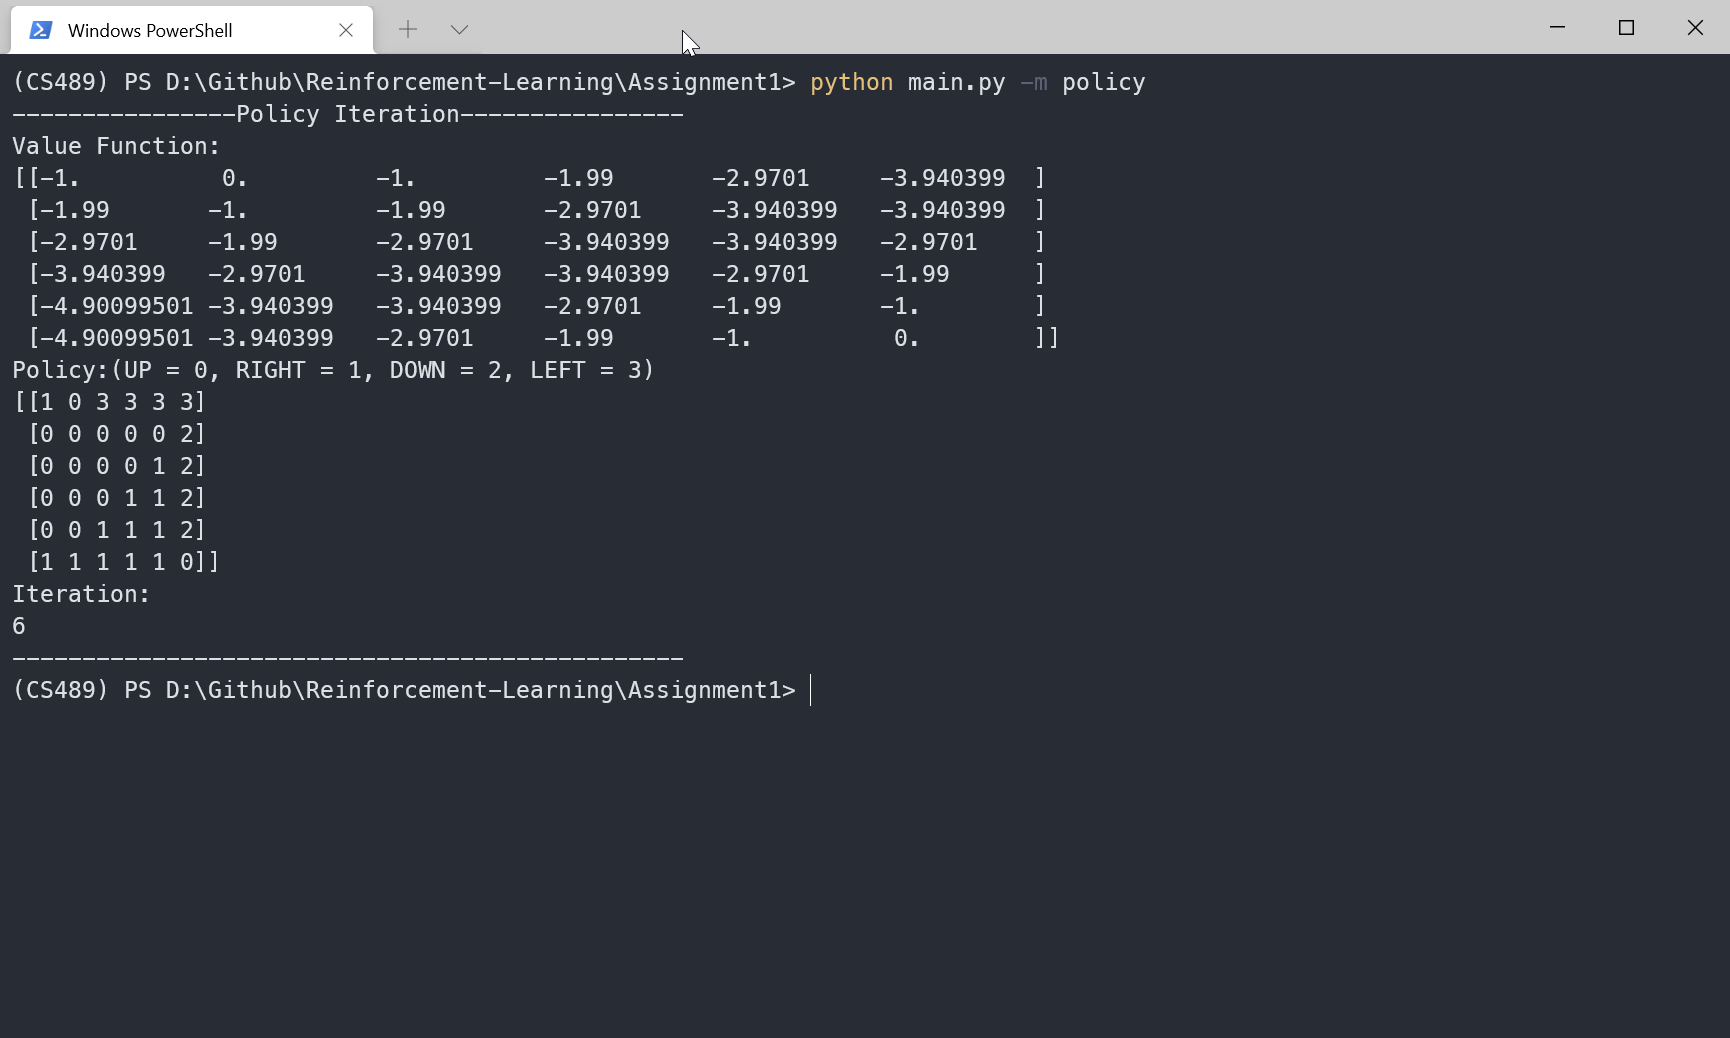 Windows PowerShell
(CS489) PS D:\Github\Reinforcement-Learning\Assignment1> python main.py -m policy
----------------Policy Iteration----------------
Value Function:
[[-1.          0.         -1.         -1.99       -2.9701     -3.940399  ]
 [-1.99       -1.         -1.99       -2.9701     -3.940399   -3.940399  ]
 [-2.9701     -1.99       -2.9701     -3.940399   -3.940399   -2.9701    ]
 [-3.940399   -2.9701     -3.940399   -3.940399   -2.9701     -1.99      ]
 [-4.90099501 -3.940399   -3.940399   -2.9701     -1.99       -1.        ]
 [-4.90099501 -3.940399   -2.9701     -1.99       -1.          0.        ]]
Policy:(UP = 0, RIGHT = 1, DOWN = 2, LEFT = 3)
[[1 0 3 3 3 3]
 [0 0 0 0 0 2]
 [0 0 0 0 1 2]
 [0 0 0 1 1 2]
 [0 0 1 1 1 2]
 [1 1 1 1 1 0]]
Iteration:
6
------------------------------------------------
(CS489) PS D:\Github\Reinforcement-Learning\Assignment1>